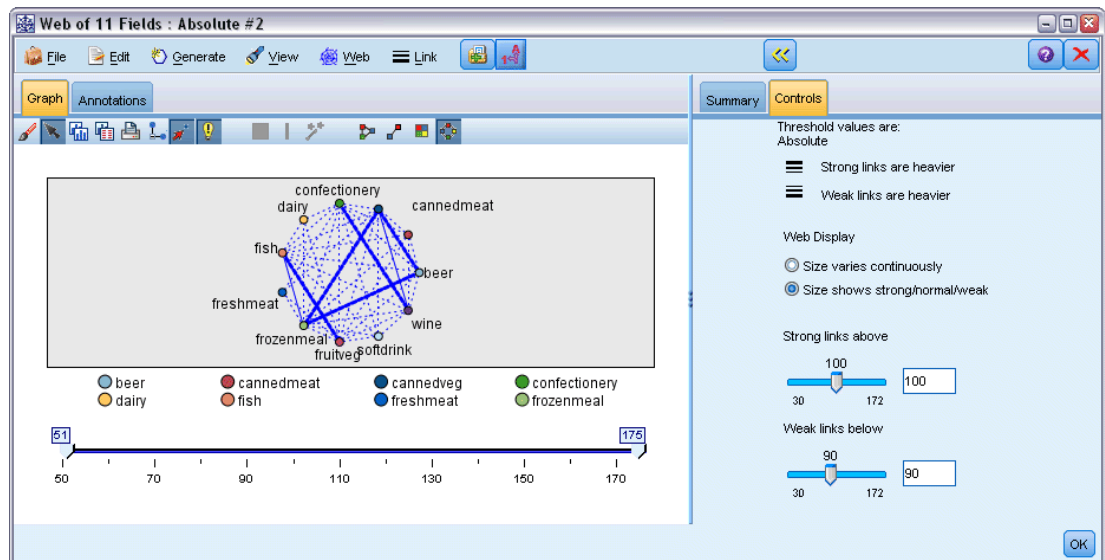 Web of 11 Fields : Absolute #2
File Edit Generate View Web Link
Graph Annotations
Summary Controls
Threshold values are:
Absolute
Strong links are heavier
Weak links are heavier
Web Display
Size varies continuously
Size shows strong/normal/weak
Strong links above
100
100
30 172
Weak links below
90
90
30 172
confectionery
dairy
cannedmeat
fish
beer
freshmeat
wine
frozenmeal
softdrink
fruitveg
beer cannedmeat cannedveg confectionery
dairy fish freshmeat frozenmeal
51 175
50 70 90 110 130 150 170
OK